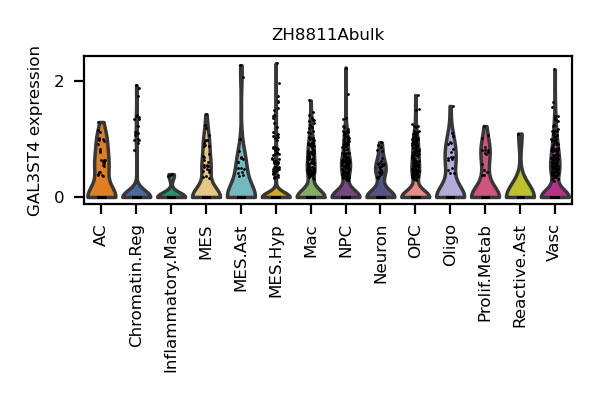 ZH8811Abulk
GAL3ST4 expression
2
0
AC
Chromatin.Reg
Inflammatory.Mac
MES
MES.Ast
MES.Hyp
Mac
NPC
Neuron
OPC
Oligo
Prolif.Metab
Reactive.Ast
Vasc